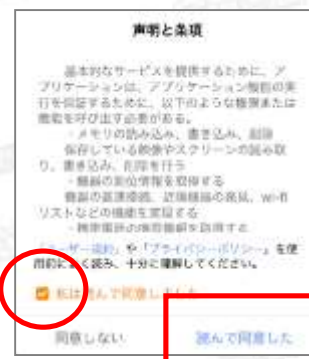 声明と条項
基本的なサービスを提供するために、ア
プリケーションは、アプリケーション機能の実
行を保証するために、以下のような権限または
機能を呼び出す必要がある。
・メモリの読み込み、書き込み、削除
保存している映像やスクリーンの読み取
り、書き込み、削除を行う
・機器の測位情報を取得する
機器の高速接続、近隣機器の発見、wi-fi
リストなどの機能を実現する
「ユーザー規約」や「プライバシーポリシー」を使
用前によく読み、十分に理解してください。
私は読んで同意しました
同意しない 読んで同意した